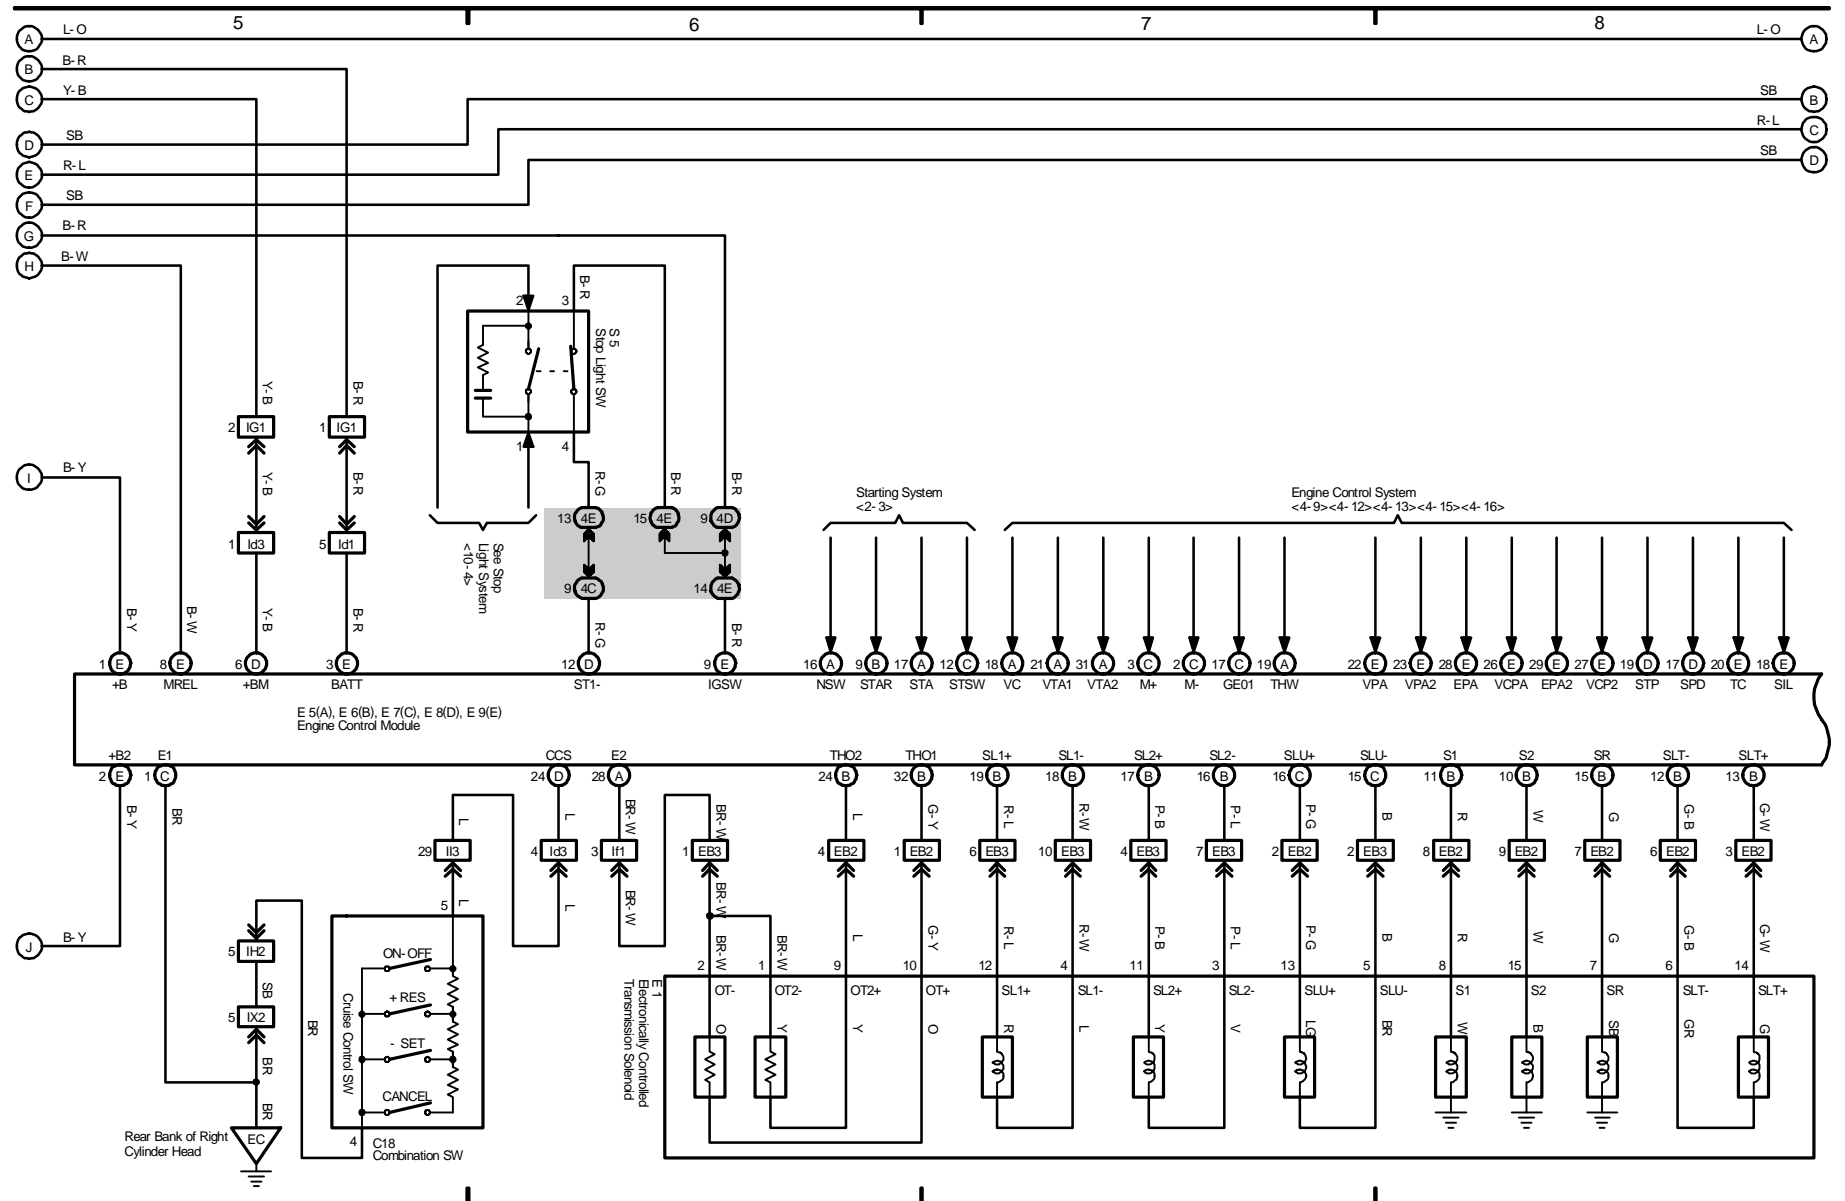 5 6 7 8
A L-O L-O A
B B-R
C Y-B SB B
D SB R-L C
E R-L SB D
F SB
G B-R
H B-W
B-R
2 3
S 5
Stop Light SW
Y-B B-R
2 IG1 1 IG1
1 4
I B-Y
Y-B B-R R-G B-R B-R
Starting System
<2-3>
Engine Control System
<4-9><4-12><4-13><4-15><4-16>
13 4E 15 4E 9 4D
1 Id3 5 Id1
See Stop
Light System
<10-4>
9 4C 14 4E
B-Y B-W Y-B B-R R-G B-R
1 E 8 E 6 D 3 E 12 D 9 E 16 A 9 B 17 A 12 C 18 A 21 A 31 A 3 C 2 C 17 C 19 A 22 E 23 E 28 E 26 E 29 E 27 E 19 D 17 D 20 E 18 E
+B MREL +BM BATT ST1- IGSW NSW STAR STA STSW VC VTA1 VTA2 M+ M- GE01 THW VPA VPA2 EPA VCPA EPA2 VCP2 STP SPD TC SIL
E 5(A), E 6(B), E 7(C), E 8(D), E 9(E)
Engine Control Module
+B2 E1 CCS E2 THO2 THO1 SL1+ SL1- SL2+ SL2- SLU+ SLU- S1 S2 SR SLT- SLT+
2 E 1 C 24 D 28 A 24 B 32 B 19 B 18 B 17 B 16 B 16 C 15 C 11 B 10 B 15 B 12 B 13 B
B-Y BR L L BR-W BR-W L G-Y R-L R-W P-B P-L P-G B R W G G-B G-W
29 II3 4 Id3 3 If1 1 EB3 4 EB2 1 EB2 6 EB3 10 EB3 4 EB3 7 EB3 2 EB2 2 EB3 8 EB2 9 EB2 7 EB2 6 EB2 3 EB2
5 L L BR-W BR-W
J B-Y
BR-W BR-W L G-Y R-L R-W P-B P-L P-G B R W G G-B G-W
5 IH2
2 1 9 10 12 4 11 3 13 5 8 15 7 6 14
ON-OFF
SB
+ RES
5 IX2
- SET
CANCEL
Cruise Control SW
BR
BR
BR
E 1
Electronically Controlled
Transmission Solenoid
OT- OT2- OT2+ OT+ SL1+ SL1- SL2+ SL2- SLU+ SLU- S1 S2 SR SLT- SLT+
O Y Y O R L Y V LG BR W B SB GR G
Rear Bank of Right
Cylinder Head
EC
4 C18
Combination SW